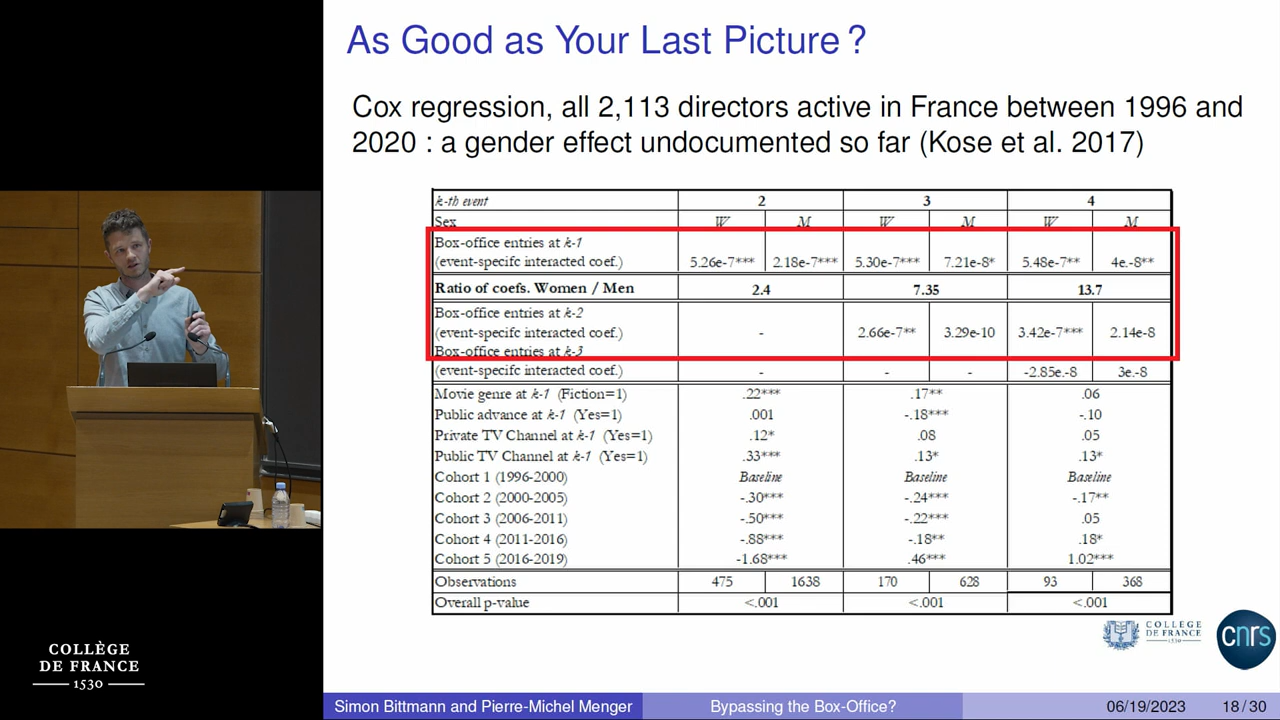 As Good as Your Last Picture ?
Cox regression, all 2,113 directors active in France between 1996 and
2020 : a gender effect undocumented so far (Kose et al. 2017)
k-th event 2 3 4
Sex W M W M W M
Box-office entries at k-1
(event-specifc interacted coef.) 5.26e-7*** 2.18e-7*** 5.30e-7*** 7.21e-8* 5.48e-7** 4e.-8**
Ratio of coefs. Women / Men 2.4 7.35 13.7
Box-office entries at k-2
(event-specific interacted coef.) - 2.66e-7** 3.29e-10 3.42e-7*** 2.14e-8
Box-office entries at k-3
(event-specific interacted coef.) - - - -2.85e.-8 3e.-8
Movie genre at k-1 (Fiction=1) .22*** .17** .06
Public advance at k-1 (Yes=1) .001 -.18*** -.10
Private TV Channel at k-1 (Yes=1) .12* .08 .05
Public TV Channel at k-1 (Yes=1) .33*** .13* .13*
Cohort 1 (1996-2000) Baseline Baseline Baseline
Cohort 2 (2000-2005) -.30*** -.24*** -.17**
Cohort 3 (2006-2011) -.50*** -.22*** .05
Cohort 4 (2011-2016) -.88*** -.18** .18*
Cohort 5 (2016-2019) -1.68*** .46*** 1.02***
Observations 475 1638 170 628 93 368
Overall p-value <.001 <.001 <.001
COLLEGE
DE FRANCE
1530
cnrs
COLLÈGE
DE FRANCE
1530
Simon Bittmann and Pierre-Michel Menger Bypassing the Box-Office? 06/19/2023 18 / 30